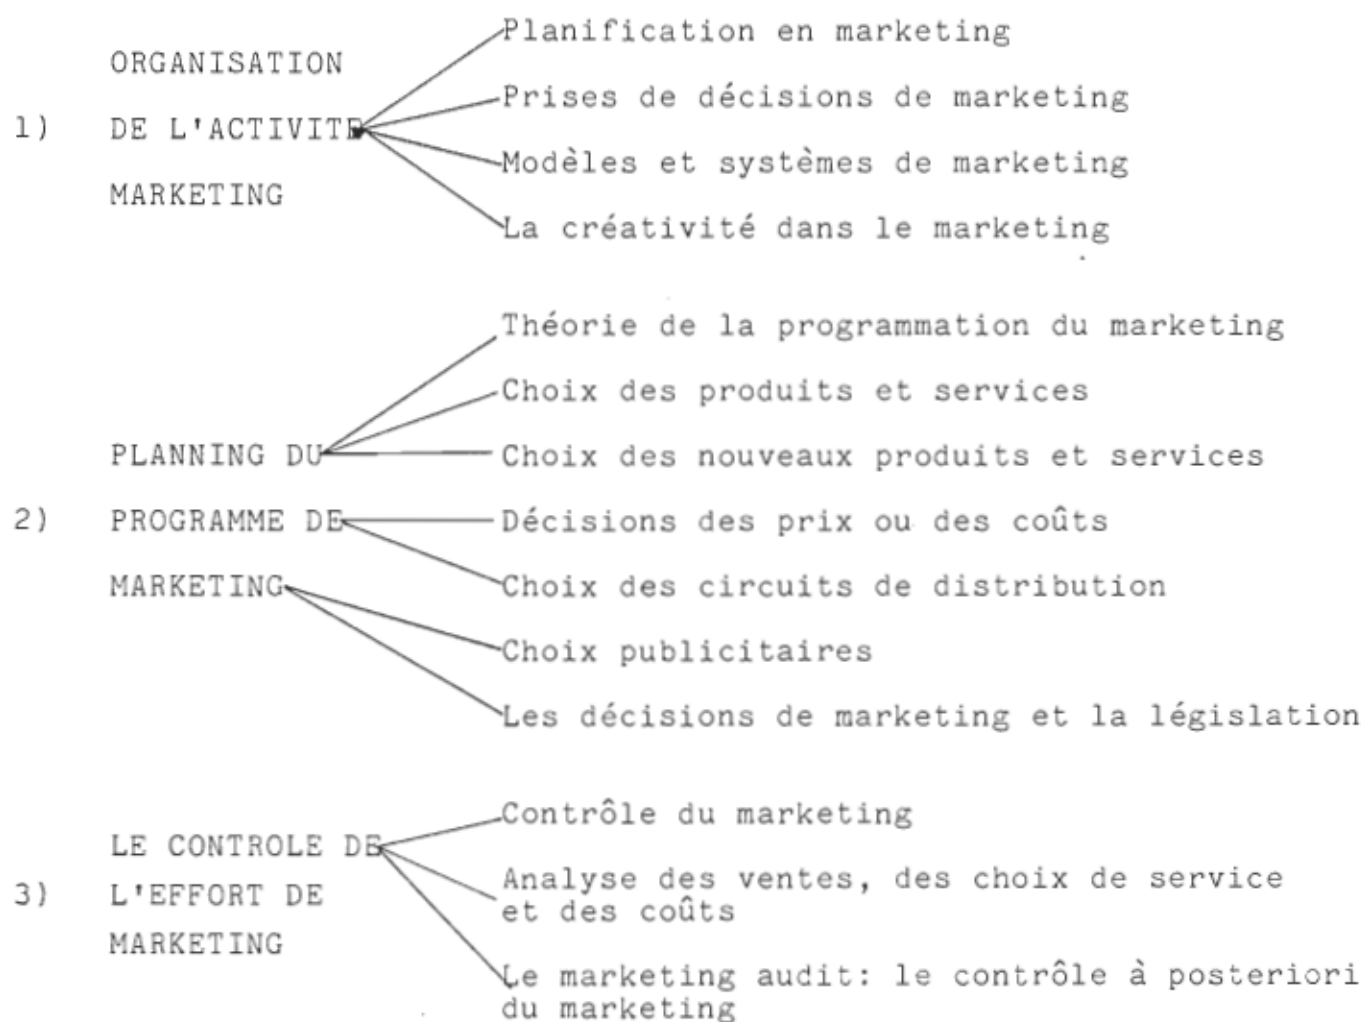 1) ORGANISATION
DE L'ACTIVITE
MARKETING
Planification en marketing
Prises de décisions de marketing
Modèles et systèmes de marketing
La créativité dans le marketing
2) PLANNING DU
PROGRAMME DE
MARKETING
Théorie de la programmation du marketing
Choix des produits et services
Choix des nouveaux produits et services
Décisions des prix ou des coûts
Choix des circuits de distribution
Choix publicitaires
Les décisions de marketing et la législation
3) LE CONTROLE DE
L'EFFORT DE
MARKETING
Contrôle du marketing
Analyse des ventes, des choix de service
et des coûts
Le marketing audit: le contrôle à posteriori
du marketing